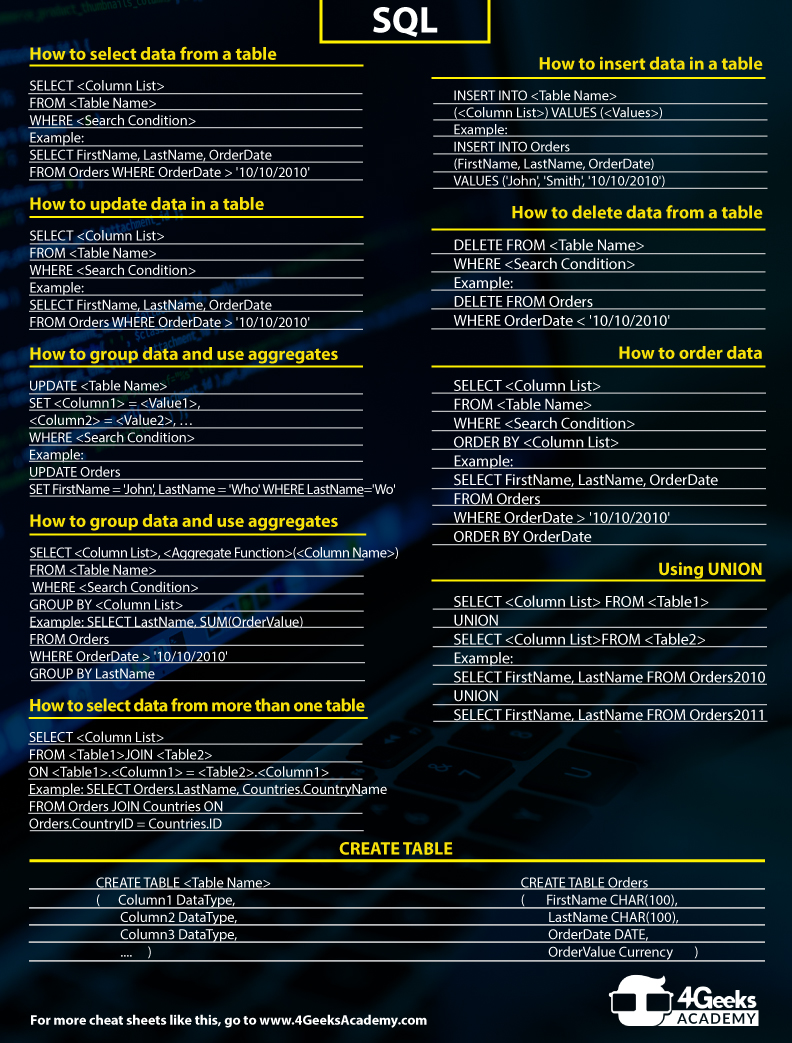 SQL
How to select data from a table
SELECT <Column List>
FROM <Table Name>
WHERE <Search Condition>
Example:
SELECT FirstName, LastName, OrderDate
FROM Orders WHERE OrderDate > '10/10/2010'
How to update data in a table
SELECT <Column List>
FROM <Table Name>
WHERE <Search Condition>
Example:
SELECT FirstName, LastName, OrderDate
FROM Orders WHERE OrderDate > '10/10/2010'
How to group data and use aggregates
UPDATE <Table Name>
SET <Column1> = <Value1>,
<Column2> = <Value2>, …
WHERE <Search Condition>
Example:
UPDATE Orders
SET FirstName = 'John', LastName = 'Who' WHERE LastName='Wo'
How to group data and use aggregates
SELECT <Column List>, <Aggregate Function>(<Column Name>)
FROM <Table Name>
WHERE <Search Condition>
GROUP BY <Column List>
Example: SELECT LastName, SUM(OrderValue)
FROM Orders
WHERE OrderDate > '10/10/2010'
GROUP BY LastName
How to select data from more than one table
SELECT <Column List>
FROM <Table1>JOIN <Table2>
ON <Table1>.<Column1> = <Table2>.<Column1>
Example: SELECT Orders.LastName, Countries.CountryName
FROM Orders JOIN Countries ON
Orders.CountryID = Countries.ID
How to insert data in a table
INSERT INTO <Table Name>
(<Column List>) VALUES (<Values>)
Example:
INSERT INTO Orders
(FirstName, LastName, OrderDate)
VALUES ('John', 'Smith', '10/10/2010')
How to delete data from a table
DELETE FROM <Table Name>
WHERE <Search Condition>
Example:
DELETE FROM Orders
WHERE OrderDate < '10/10/2010'
How to order data
SELECT <Column List>
FROM <Table Name>
WHERE <Search Condition>
ORDER BY <Column List>
Example:
SELECT FirstName, LastName, OrderDate
FROM Orders
WHERE OrderDate > '10/10/2010'
ORDER BY OrderDate
Using UNION
SELECT <Column List> FROM <Table1>
UNION
SELECT <Column List>FROM <Table2>
Example:
SELECT FirstName, LastName FROM Orders2010
UNION
SELECT FirstName, LastName FROM Orders2011
CREATE TABLE
CREATE TABLE <Table Name>
( Column1 DataType,
Column2 DataType,
Column3 DataType,
.... )
CREATE TABLE Orders
( FirstName CHAR(100),
LastName CHAR(100),
OrderDate DATE,
OrderValue Currency )
For more cheat sheets like this, go to www.4GeeksAcademy.com
4Geeks
ACADEMY